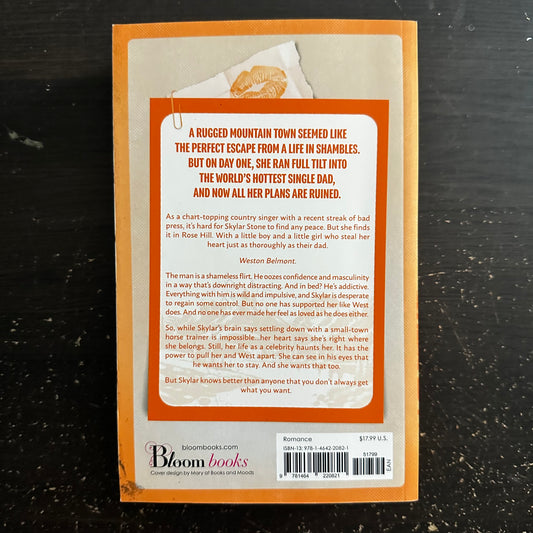 A RUGGED MOUNTAIN TOWN SEEMED LIKE
THE PERFECT ESCAPE FROM A LIFE IN SHAMBLES.
BUT ON DAY ONE, SHE RAN FULL TILT INTO
THE WORLD'S HOTTEST SINGLE DAD,
AND NOW ALL HER PLANS ARE RUINED.
As a chart-topping country singer with a recent streak of bad
press, it's hard for Skylar Stone to find any peace. But she finds
it in Rose Hill. With a little boy and a little girl who steal her
heart just as thoroughly as their dad.
Weston Belmont.
The man is a shameless flirt. He oozes confidence and masculinity
in a way that's downright distracting. And in bed? He's addictive.
Everything with him is wild and impulsive, and Skylar is desperate
to regain some control. But no one has supported her like West
does. And no one has ever made her feel as loved as he does either.
So, while Skylar's brain says settling down with a small-town
horse trainer is impossible...her heart says she's right where
she belongs. Still, her life as a celebrity haunts her. It has the
power to pull her and West apart. She can see in his eyes that
he wants her to stay. And she wants that too.
But Skylar knows better than anyone that you don't always get
what you want.
bloombooks.com
Bloom books
Cover design by Mary at Books and Moods
Romance $17.99 U.S.
ISBN-13: 978-1-4642-2082-1
51799
9 781464 220821
EAN